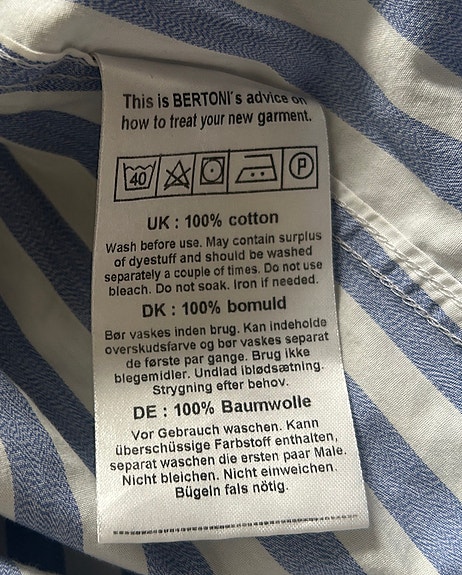 This is BERTONI's advice on
how to treat your new garment.
40 P
UK : 100% cotton
Wash before use. May contain surplus
of dyestuff and should be washed
separately a couple of times. Do not use
bleach. Do not soak. Iron if needed.
DK : 100% bomuld
Bør vaskes inden brug. Kan indeholde
overskudsfarve og bør vaskes separat
de første par gange. Brug ikke
blegemidler. Undlad iblødsætning.
Strygning efter behov.
DE : 100% Baumwolle
Vor Gebrauch waschen. Kann
überschüssige Farbstoff enthalten,
separat waschen die ersten paar Male.
Nicht bleichen. Nicht einweichen.
Bügeln fals nötig.